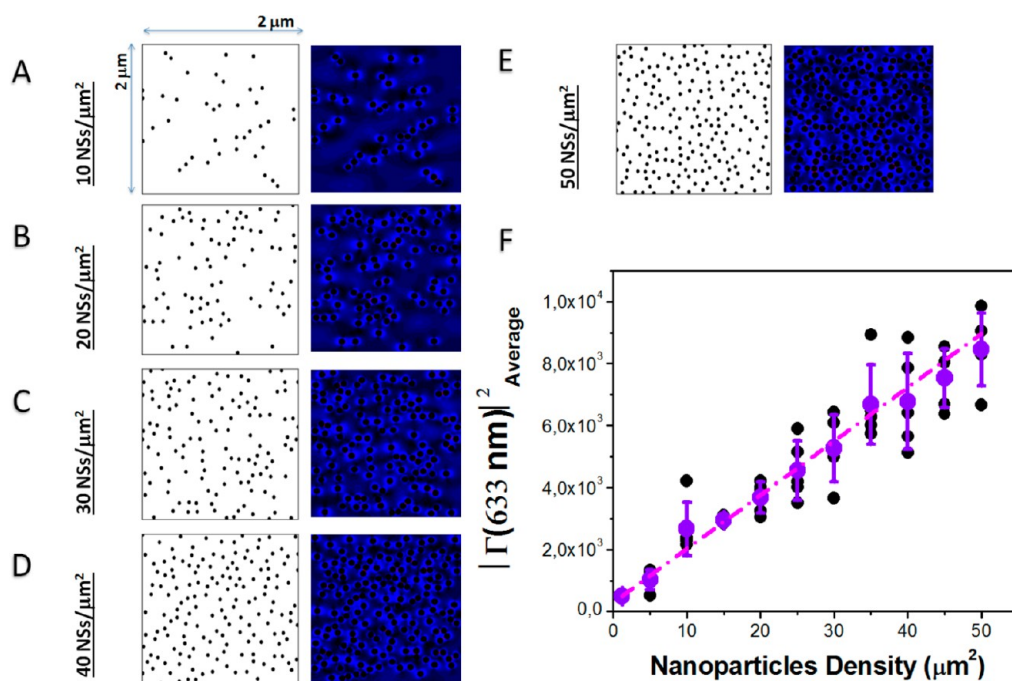 2 μm
2 μm
A
10 NSs/μm²
B
20 NSs/μm²
C
30 NSs/μm²
D
40 NSs/μm²
E
50 NSs/μm²
F
|Γ(633 nm)|² Average
1,0x10⁴
8,0x10³
6,0x10³
4,0x10³
2,0x10³
0,0
0 10 20 30 40 50
Nanoparticles Density (μm²)